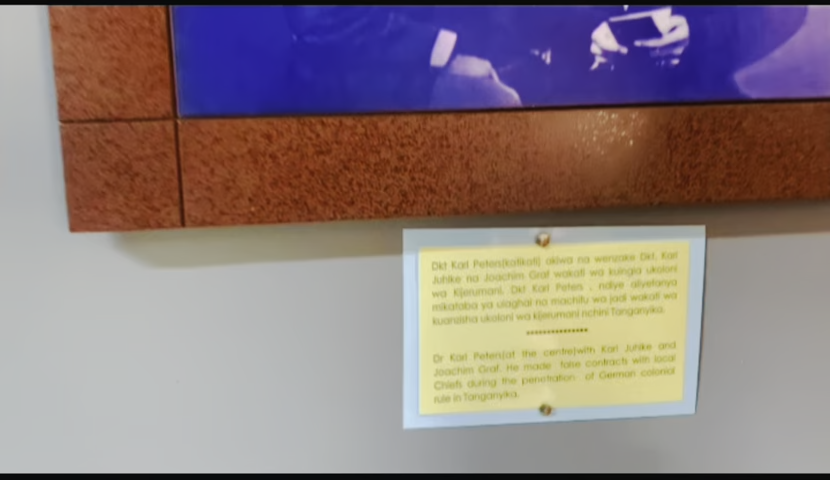 Dkt Karl Peters(katikati) akiwa na wenzake Dkt. Karl
Juhlke na Joachim Graf wakati wa kuingia ukoloni
wa Kijerumani. Dkt Karl Peters , ndiye aliyefanya
mikataba ya ulaghai na machifu wa jadi wakati wa
kuanzisha ukoloni wa kijerumani nchini Tanganyika.
***************
Dr Karl Peters(at the centre)with Karl Juhlke and
Joachim Graf. He made false contracts with local
Chiefs during the penetration of German colonial
rule in Tanganyika.